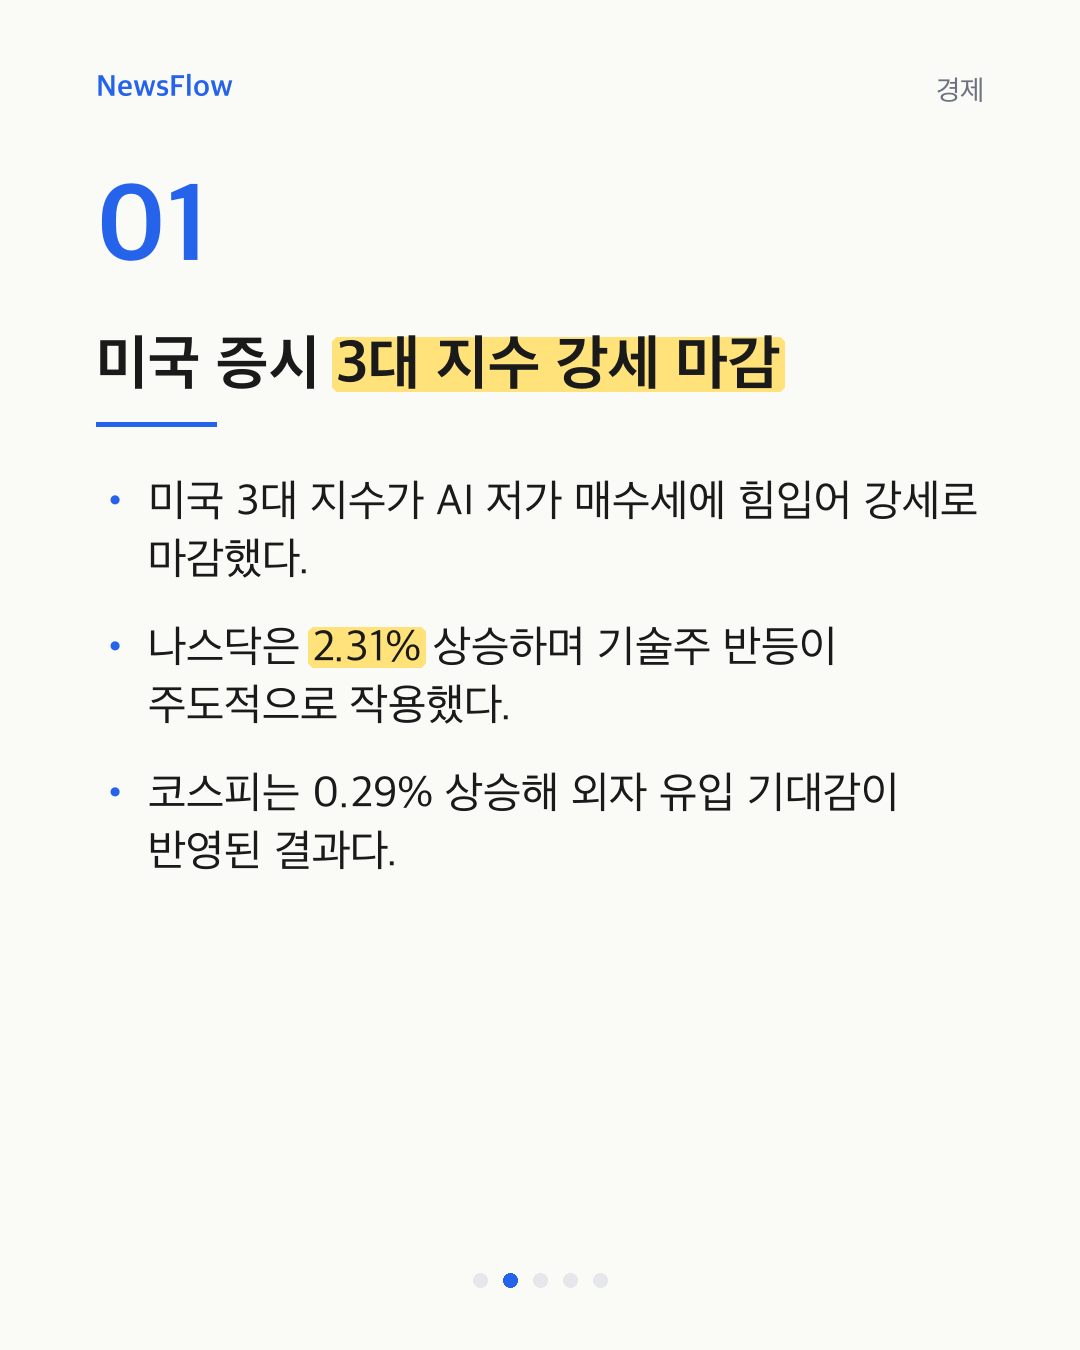 NewsFlow
경제
01
미국 증시 3대 지수 강세 마감
• 미국 3대 지수가 AI 저가 매수세에 힘입어 강세로
마감했다.
• 나스닥은 2.31% 상승하며 기술주 반등이
주도적으로 작용했다.
• 코스피는 0.29% 상승해 외자 유입 기대감이
반영된 결과다.